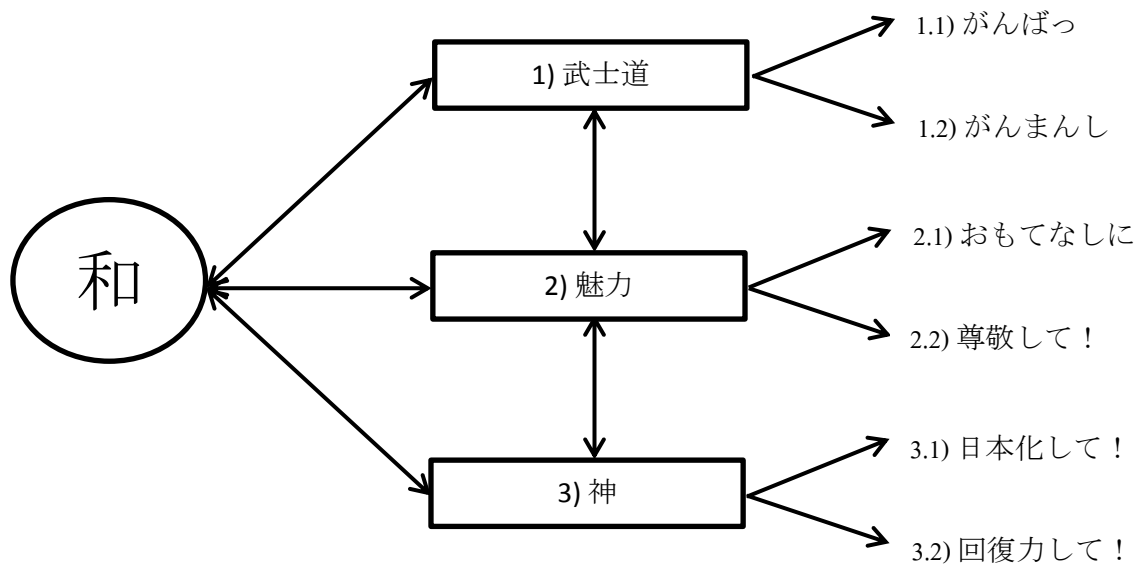 和
1) 武士道
1.1) がんばっ
1.2) がんまんし
2) 魅力
2.1) おもてなしに
2.2) 尊敬して！
3) 神
3.1) 日本化して！
3.2) 回復力して！